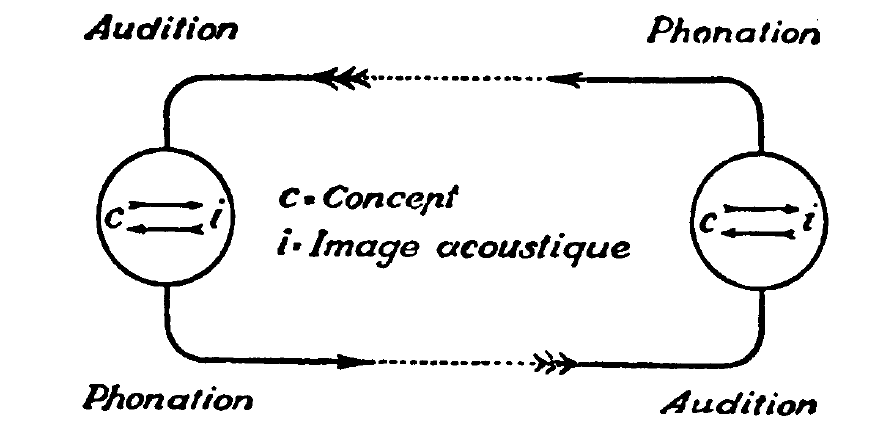 Audition
Phonation
c = Concept
i = Image acoustique
c i
c i
Phonation
Audition